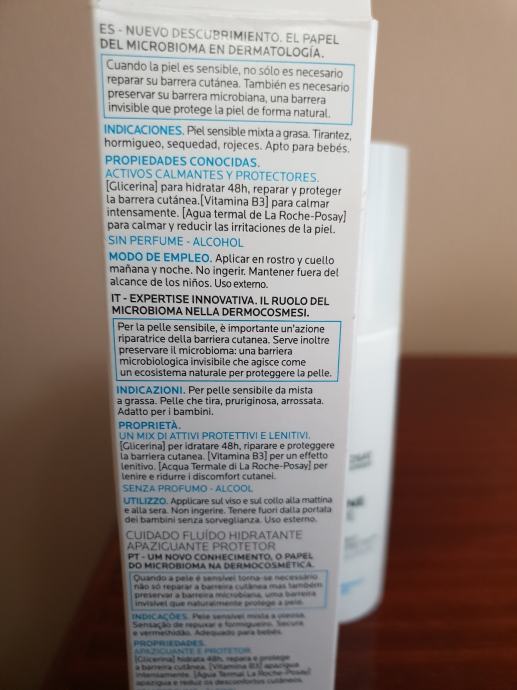 ES - NUEVO DESCUBRIMIENTO. EL PAPEL
DEL MICROBIOMA EN DERMATOLOGÍA.
Cuando la piel es sensible, no sólo es necesario
reparar su barrera cutánea. También es necesario
preservar su barrera microbiana, una barrera
invisible que protege la piel de forma natural.
INDICACIONES. Piel sensible mixta a grasa. Tirantez,
hormigueo, sequedad, rojeces. Apto para bebés.
PROPIEDADES CONOCIDAS.
ACTIVOS CALMANTES Y PROTECTORES.
[Glicerina] para hidratar 48h, reparar y proteger
la barrera cutánea.[Vitamina B3] para calmar
intensamente. [Agua termal de La Roche-Posay]
para calmar y reducir las irritaciones de la piel.
SIN PERFUME - ALCOHOL
MODO DE EMPLEO. Aplicar en rostro y cuello
mañana y noche. No ingerir. Mantener fuera del
alcance de los niños. Uso externo.
IT - EXPERTISE INNOVATIVA. IL RUOLO DEL
MICROBIOMA NELLA DERMOCOSMESI.
Per la pelle sensibile, è importante un'azione
riparatrice della barriera cutanea. Serve inoltre
preservare il microbioma: una barriera
microbiologica invisibile che agisce come
un ecosistema naturale per proteggere la pelle.
INDICAZIONI. Per pelle sensibile da mista
a grassa. Pelle che tira, pruriginosa, arrossata.
Adatto per i bambini.
PROPRIETÀ.
UN MIX DI ATTIVI PROTETTIVI E LENITIVI.
[Glicerina] per idratare 48h, riparare e proteggere
la barriera cutanea. [Vitamina B3] per un effetto
lenitivo. [Acqua Termale di La Roche-Posay] per
lenire e ridurre i discomfort cutanei.
SENZA PROFUMO - ALCOOL
UTILIZZO. Applicare sul viso e sul collo alla mattina
e alla sera. Non ingerire. Tenere fuori dalla portata
dei bambini senza sorveglianza. Uso esterno.
CUIDADO FLUÍDO HIDRATANTE
APAZIGUANTE PROTETOR
PT - UM NOVO CONHECIMENTO, O PAPEL
DO MICROBIOMA NA DERMOCOSMÉTICA.
Quando a pele é sensível torna-se necessário
não só reparar a barreira cutânea mas também
preservar a barreira microbiana, uma barreira
invisível que naturalmente protege a pele.
INDICAÇÕES. Pele sensível mista a oleosa.
Sensação de repuxar e formigueiro. Secura
e vermelhidão. Adequado para bebés.
PROPRIEDADES.
APAZIGUANTE E PROTETOR
[Glicerina] hidrata 48h, repara e protege
a barreira cutânea. [Vitamina B3] apazigua
intensamente. [Agua Termal La Roche-Posay]
apazigua e reduz os desconfortos cutâneos.